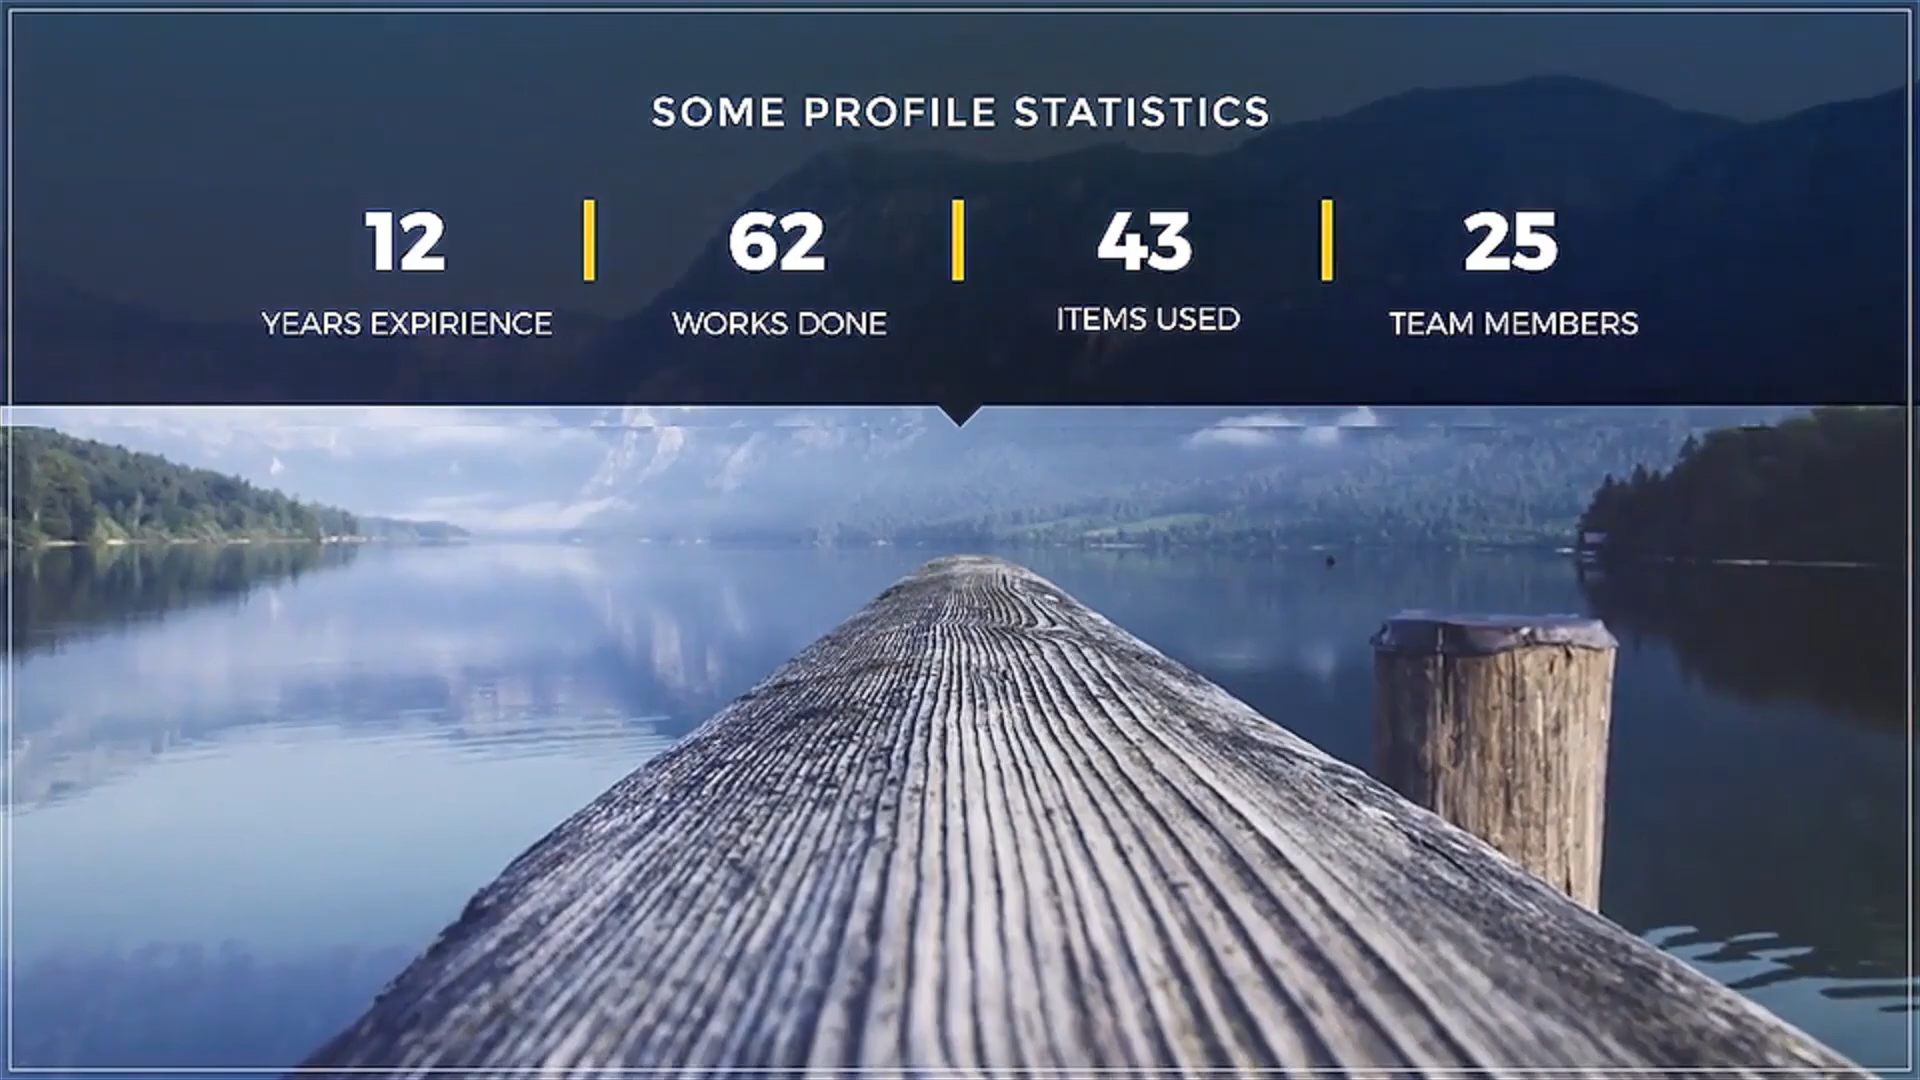 SOME PROFILE STATISTICS
12 62 43 25
YEARS EXPIRIENCE WORKS DONE ITEMS USED TEAM MEMBERS